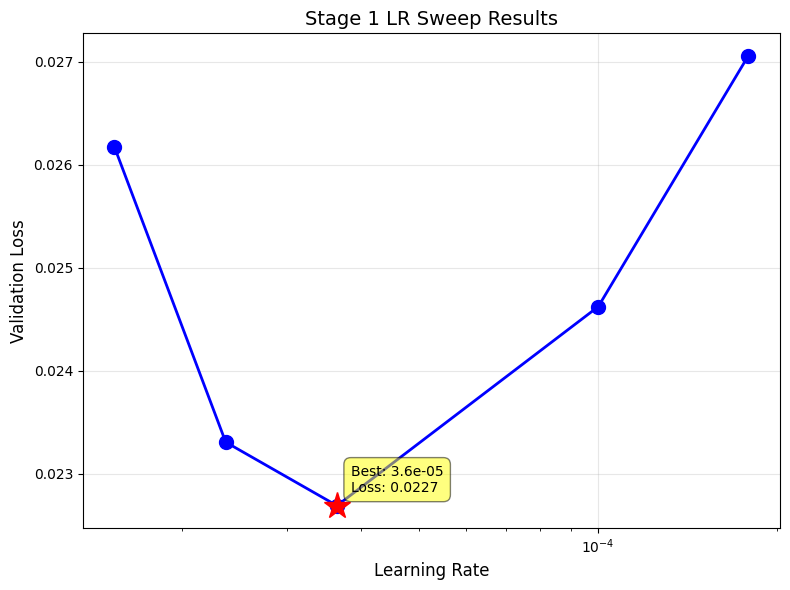 Stage 1 LR Sweep Results
0.027
0.026
0.025
0.024
0.023
Validation Loss
Best: 3.6e-05
Loss: 0.0227
10⁻⁴
Learning Rate